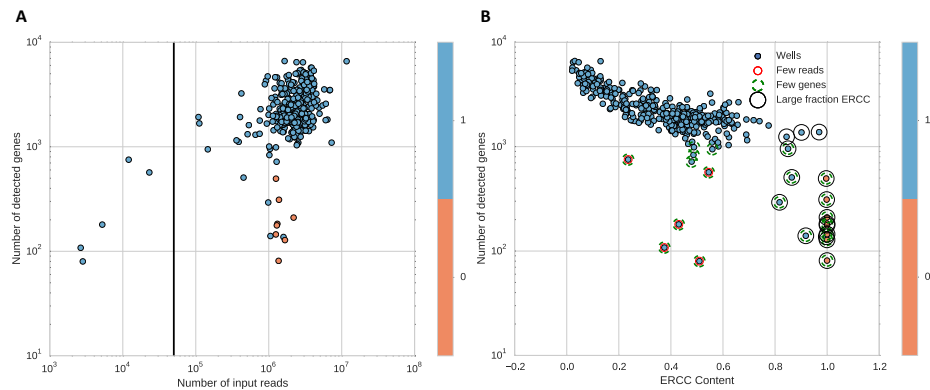 A
B
10^4
10^3
10^2
10^1
Number of detected genes
10^3 10^4 10^5 10^6 10^7 10^8
Number of input reads
1
0
10^4
10^3
10^2
10^1
Number of detected genes
Wells
Few reads
Few genes
Large fraction ERCC
−0.2 0.0 0.2 0.4 0.6 0.8 1.0 1.2
ERCC Content
1
0